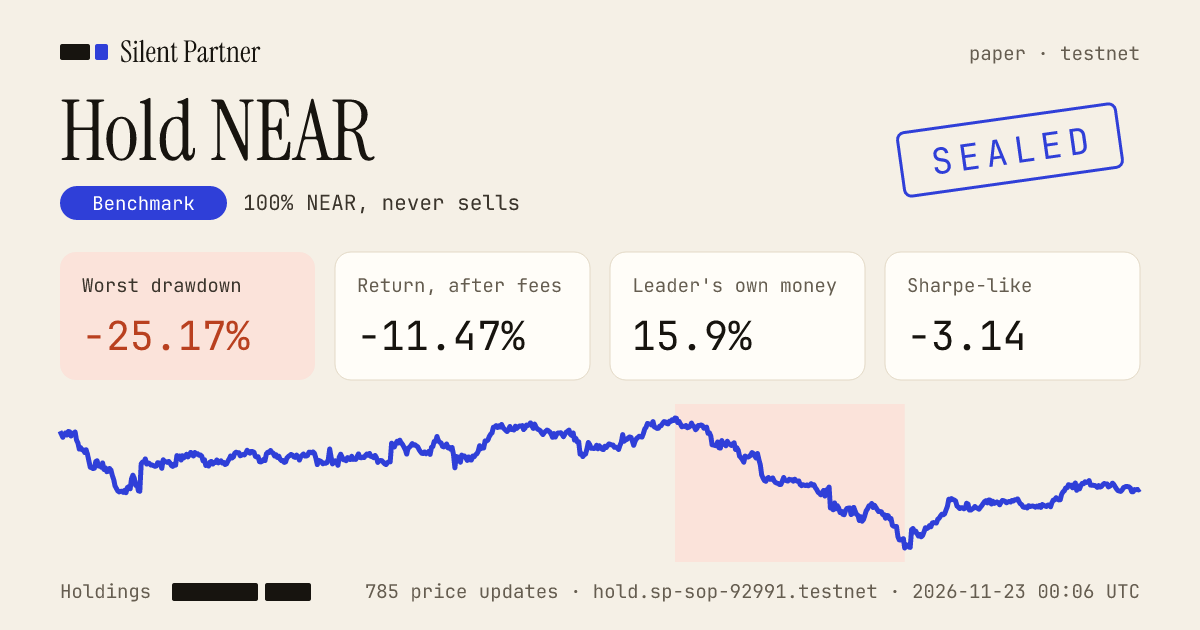 Silent Partner
paper · testnet
Hold NEAR
SEALED
Benchmark
100% NEAR, never sells
Worst drawdown
-25.17%
Return, after fees
-11.47%
Leader's own money
15.9%
Sharpe-like
-3.14
Holdings
785 price updates · hold.sp-sop-92991.testnet · 2026-11-23 00:06 UTC